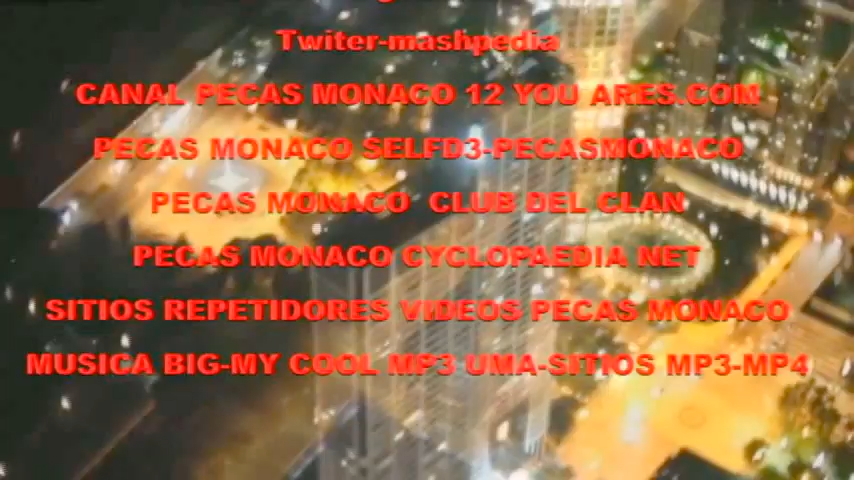 Twiter-mashpedia
CANAL PECAS MONACO 12 YOU ARES.COM
PECAS MONACO SELFD3-PECASMONACO
PECAS MONACO CLUB DEL CLAN
PECAS MONACO CYCLOPAEDIA NET
SITIOS REPETIDORES VIDEOS PECAS MONACO
MUSICA BIG-MY COOL MP3 UMA-SITIOS MP3-MP4